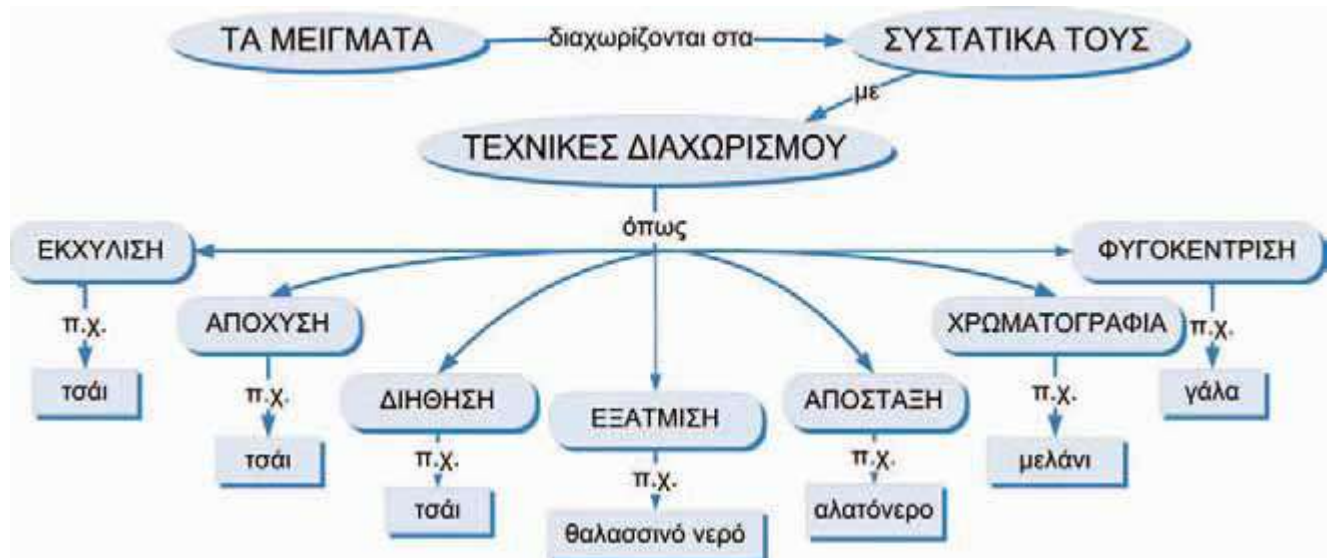 ΤΑ ΜΕΙΓΜΑΤΑ διαχωρίζονται στα ΣΥΣΤΑΤΙΚΑ ΤΟΥΣ
με
ΤΕΧΝΙΚΕΣ ΔΙΑΧΩΡΙΣΜΟΥ
όπως
ΕΚΧΥΛΙΣΗ
π.χ.
τσάι
ΑΠΟΧΥΣΗ
π.χ.
τσάι
ΔΙΗΘΗΣΗ
π.χ.
τσάι
ΕΞΑΤΜΙΣΗ
π.χ.
θαλασσινό νερό
ΑΠΟΣΤΑΞΗ
π.χ.
αλατόνερο
ΧΡΩΜΑΤΟΓΡΑΦΙΑ
π.χ.
μελάνι
ΦΥΓΟΚΕΝΤΡΙΣΗ
π.χ.
γάλα